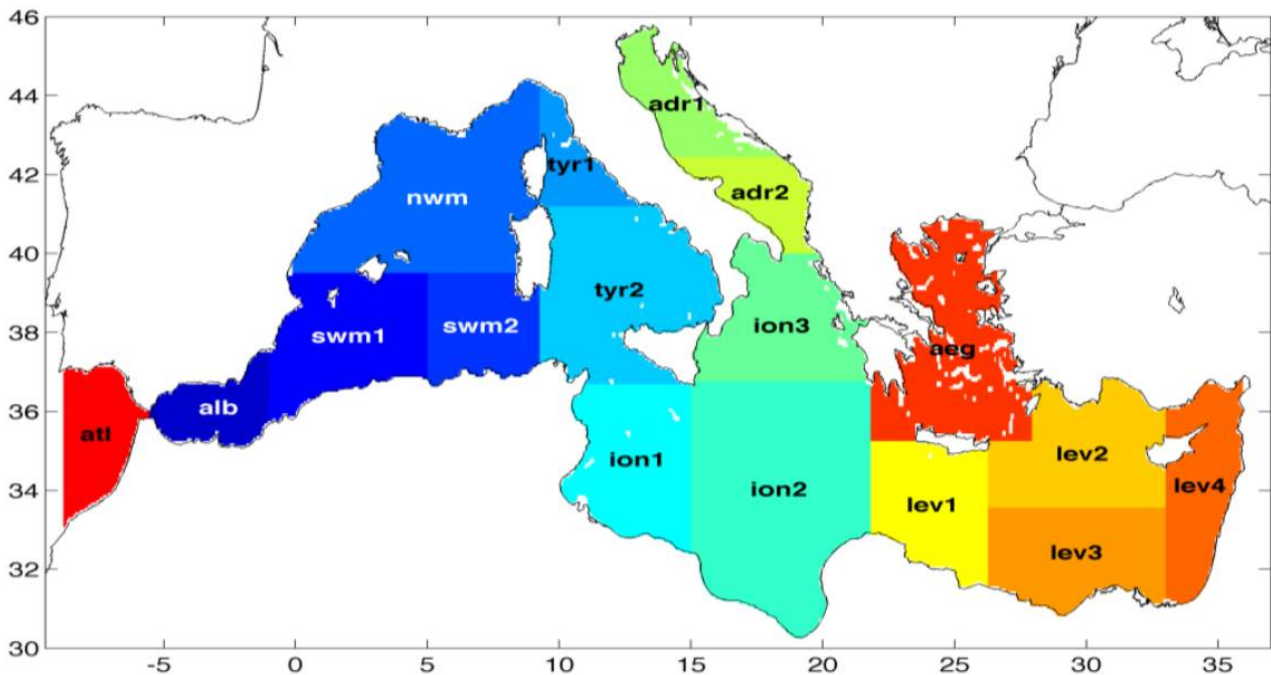 46
44
42
40
38
36
34
32
30
adr1
tyr1
adr2
nwm
tyr2
swm1
swm2
ion3
aeg
alb
atl
ion1
ion2
lev1
lev2
lev4
lev3
-5 0 5 10 15 20 25 30 35